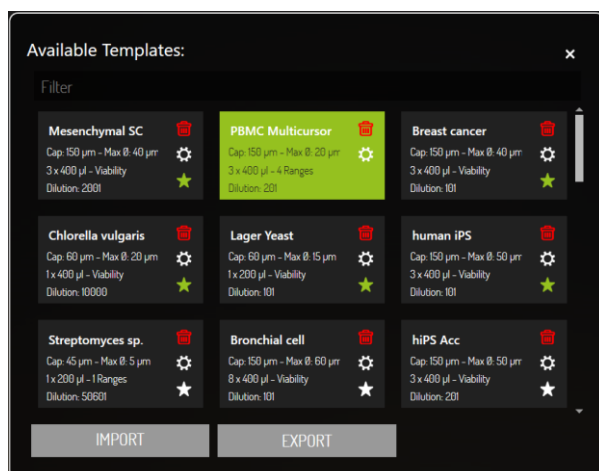 Available Templates:
Filter
Mesenchymal SC
Cap: 150 µm - Max Ø: 40 µm
3 x 400 µl - Viability
Dilution: 2001
PBMC Multicursor
Cap: 150 µm - Max Ø: 20 µm
3 x 400 µl - 4 Ranges
Dilution: 201
Breast cancer
Cap: 150 µm - Max Ø: 40 µm
3 x 400 µl - Viability
Dilution: 101
Chlorella vulgaris
Cap: 60 µm - Max Ø: 20 µm
1 x 400 µl - Viability
Dilution: 10000
Lager Yeast
Cap: 60 µm - Max Ø: 15 µm
1 x 200 µl - Viability
Dilution: 101
human iPS
Cap: 150 µm - Max Ø: 50 µm
3 x 400 µl - Viability
Dilution: 101
Streptomyces sp.
Cap: 45 µm - Max Ø: 5 µm
1 x 200 µl - 1 Ranges
Dilution: 50601
Bronchial cell
Cap: 150 µm - Max Ø: 60 µm
8 x 400 µl - Viability
Dilution: 101
hiPS Acc
Cap: 150 µm - Max Ø: 50 µm
3 x 400 µl - Viability
Dilution: 201
IMPORT
EXPORT